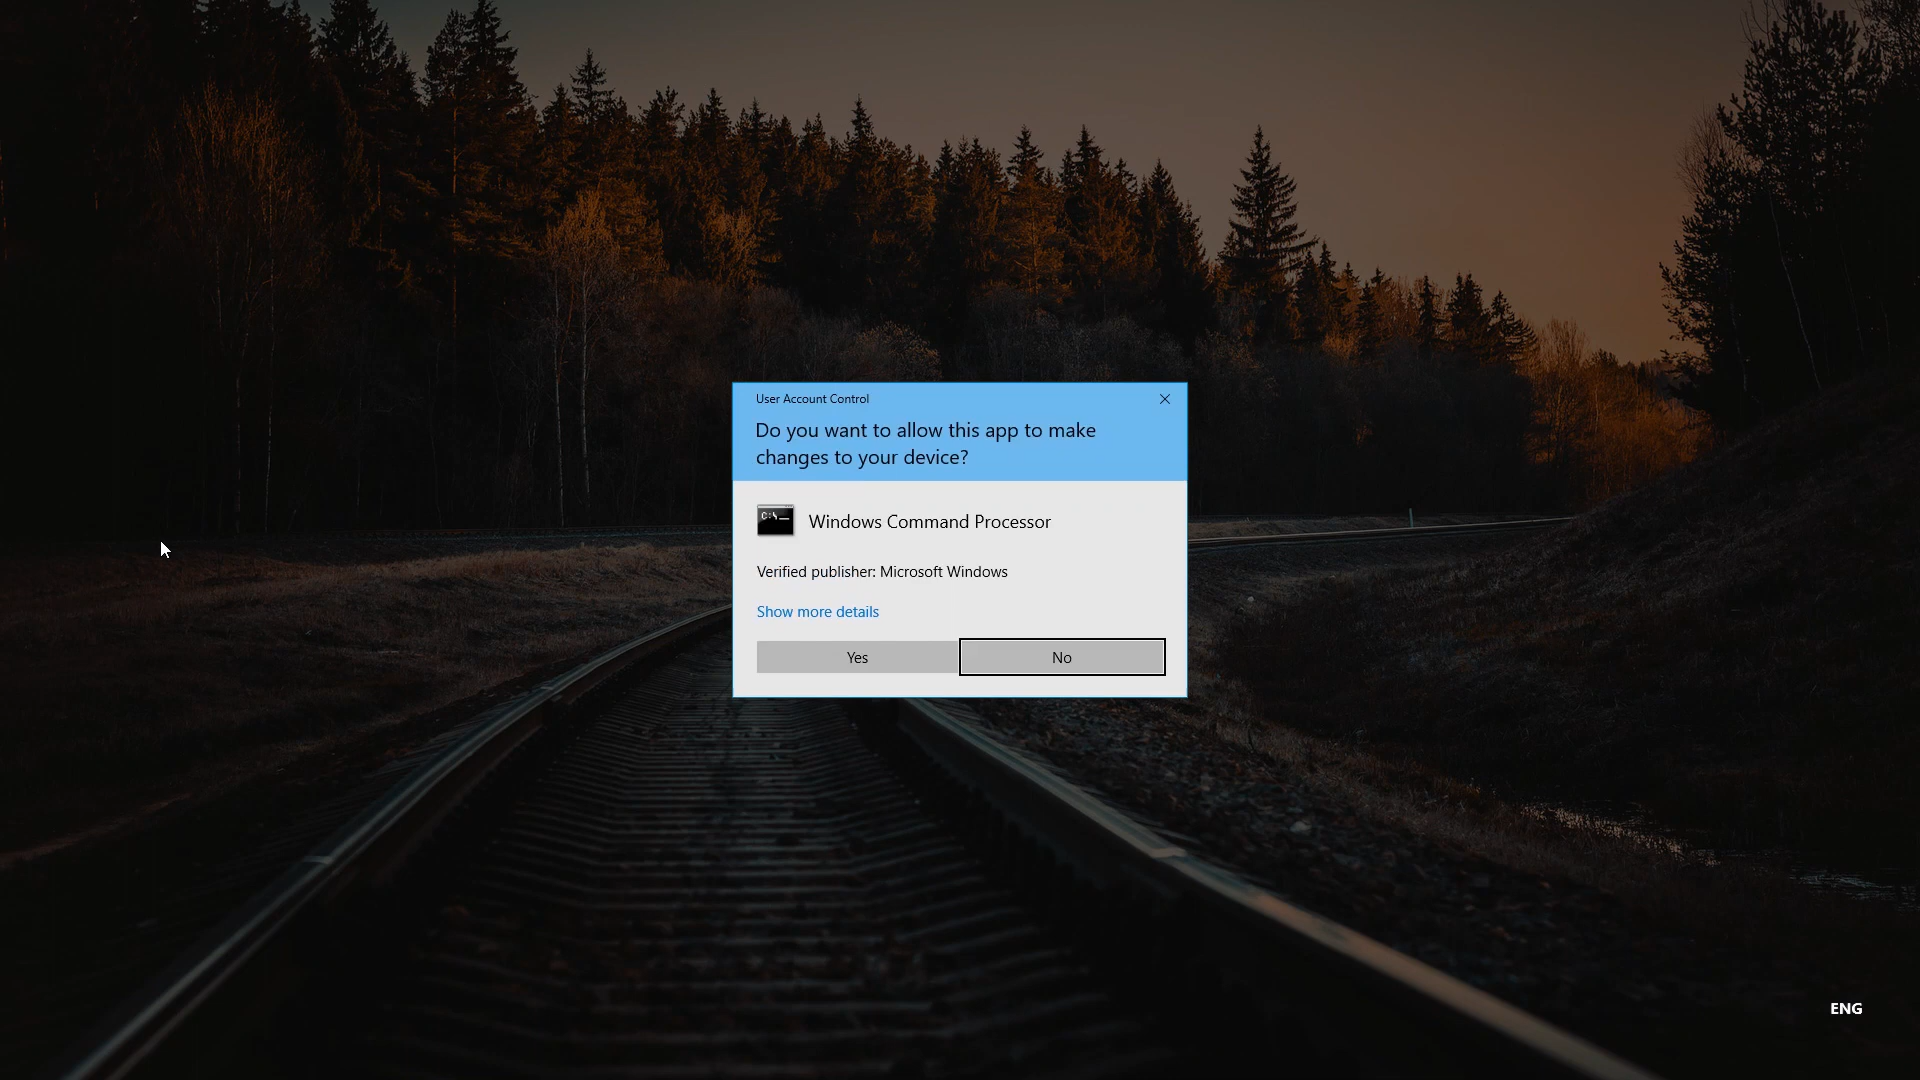 User Account Control
Do you want to allow this app to make
changes to your device?
C:\_
Windows Command Processor
Verified publisher: Microsoft Windows
Show more details
Yes
No
ENG